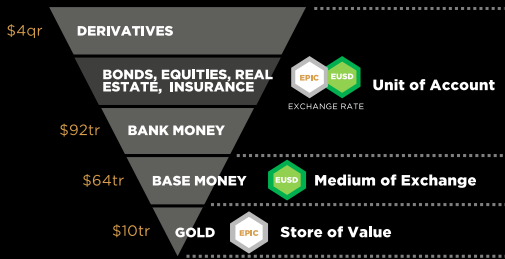 $4qr DERIVATIVES
BONDS, EQUITIES, REAL
ESTATE, INSURANCE
EPIC EUSD Unit of Account
EXCHANGE RATE
$92tr BANK MONEY
$64tr BASE MONEY EUSD Medium of Exchange
$10tr GOLD EPIC Store of Value